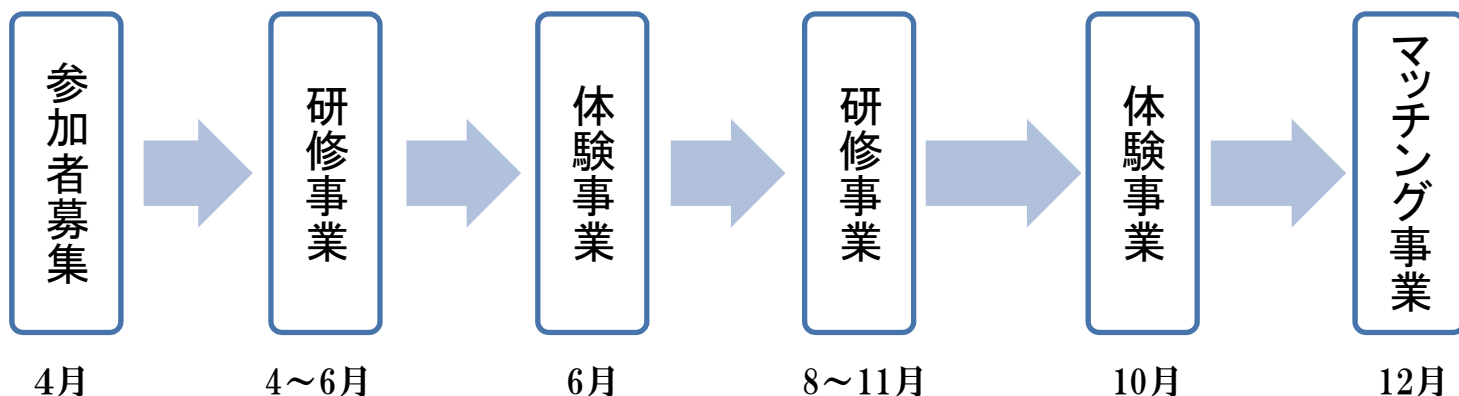 参加者募集
研修事業
体験事業
研修事業
体験事業
マッチング事業
4月
4～6月
6月
8～11月
10月
12月